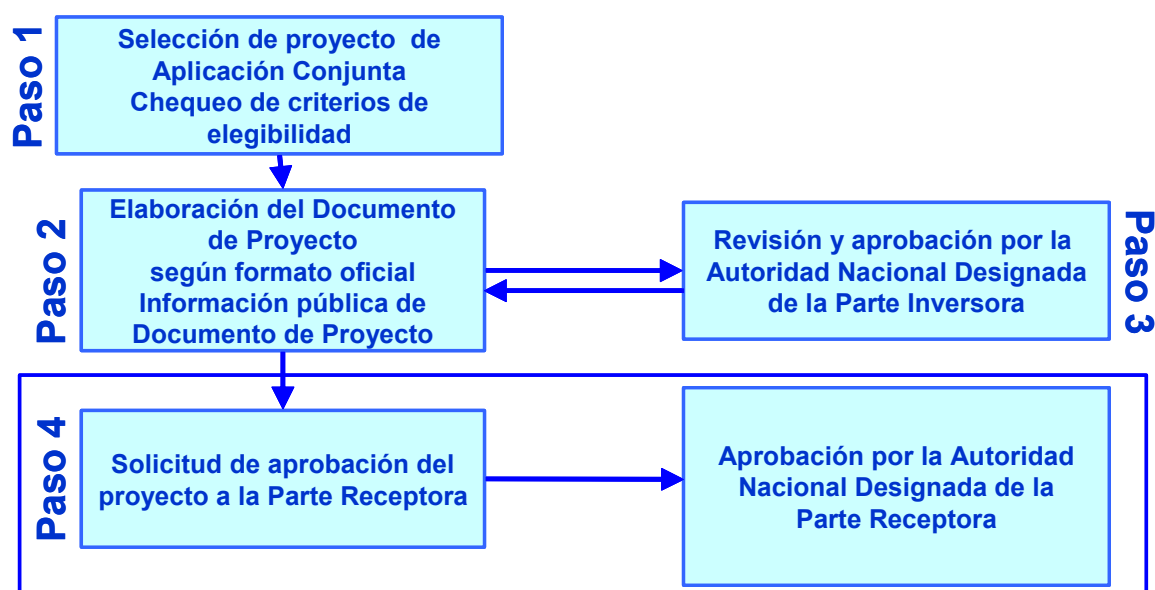 Paso 1
Selección de proyecto de
Aplicación Conjunta
Chequeo de criterios de
elegibilidad
Paso 2
Elaboración del Documento
de Proyecto
según formato oficial
Información pública de
Documento de Proyecto
Revisión y aprobación por la
Autoridad Nacional Designada
de la Parte Inversora
Paso 3
Paso 4
Solicitud de aprobación del
proyecto a la Parte Receptora
Aprobación por la Autoridad
Nacional Designada de la
Parte Receptora